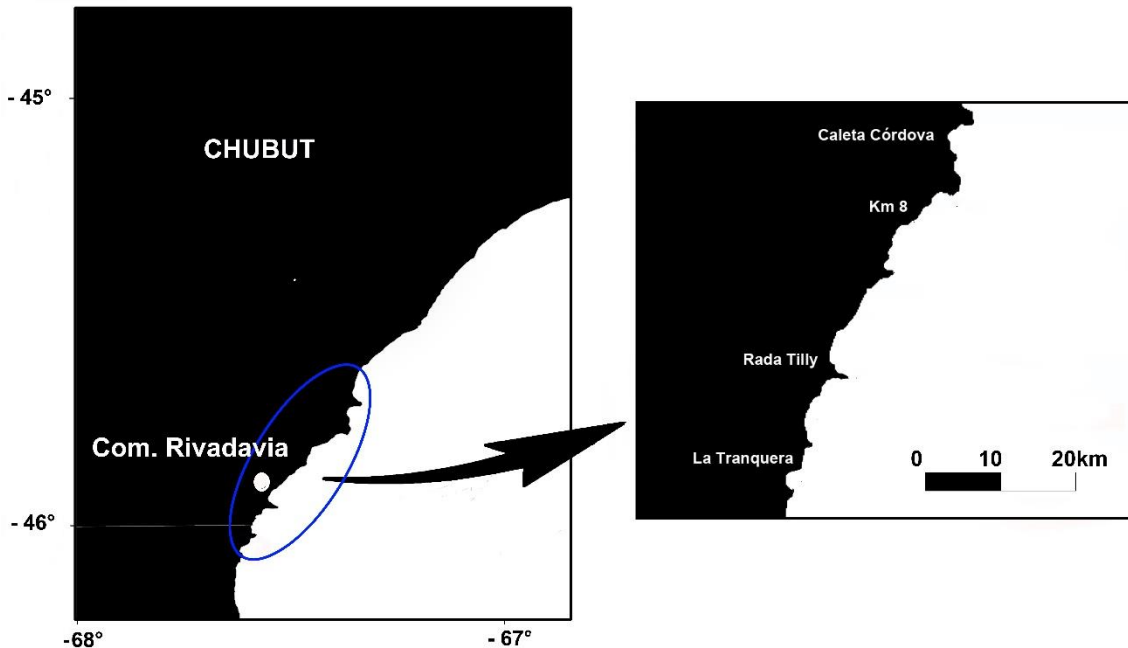 - 45°
CHUBUT
Com. Rivadavia
- 46°
-68°
- 67°
Caleta Córdova
Km 8
Rada Tilly
La Tranquera
0 10 20km